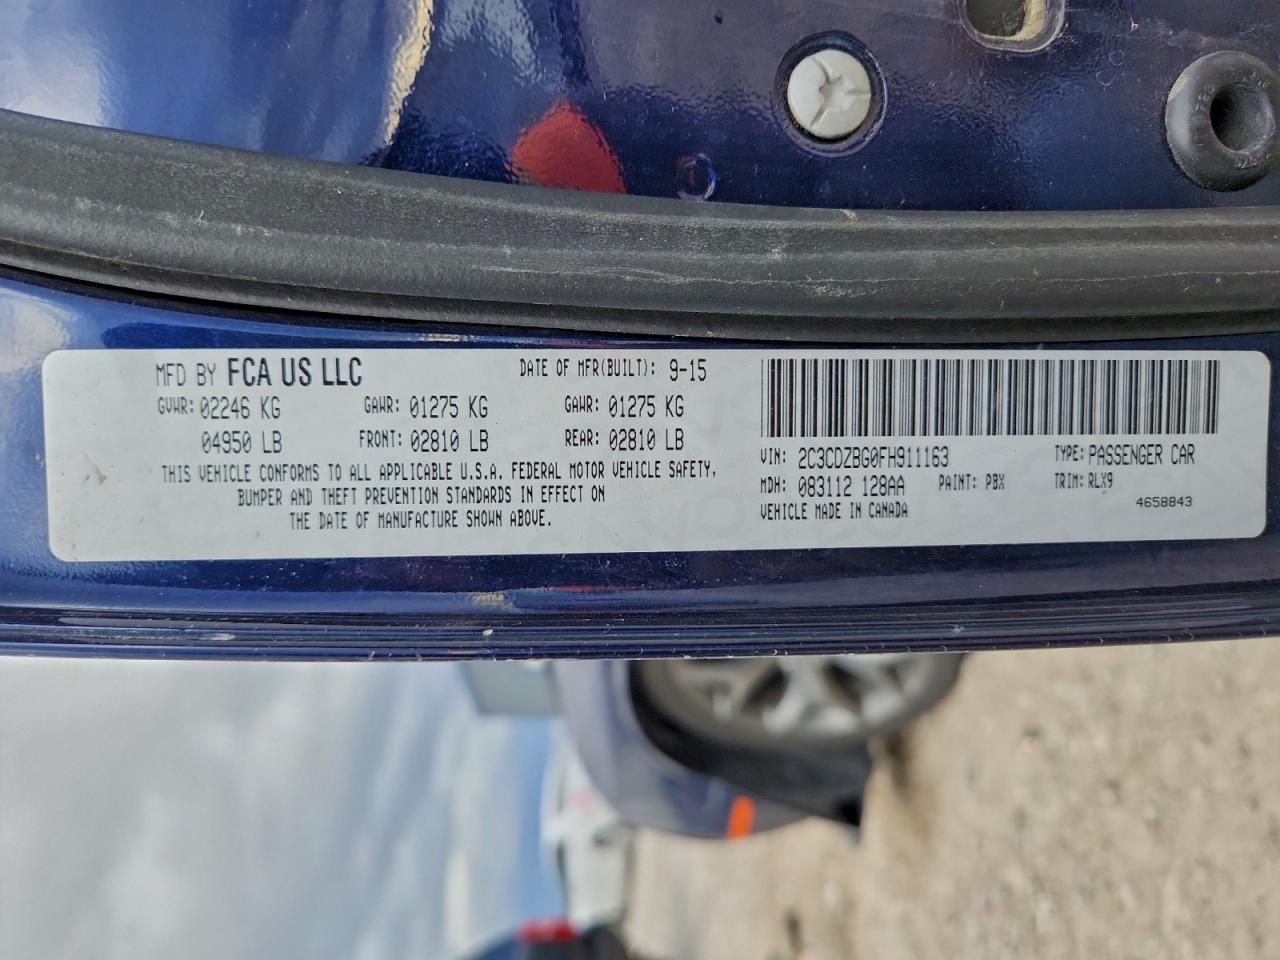 MFD BY FCA US LLC DATE OF MFR(BUILT): 9-15
GVWR: 02246 KG GAWR: 01275 KG GAWR: 01275 KG
04950 LB FRONT: 02810 LB REAR: 02810 LB
THIS VEHICLE CONFORMS TO ALL APPLICABLE U.S.A. FEDERAL MOTOR VEHICLE SAFETY,
BUMPER AND THEFT PREVENTION STANDARDS IN EFFECT ON
THE DATE OF MANUFACTURE SHOWN ABOVE.
VIN: 2C3CDZBG0FH911163 TYPE: PASSENGER CAR
MDH: 083112 128AA PAINT: PBX TRIM: RLX9
VEHICLE MADE IN CANADA 4658843